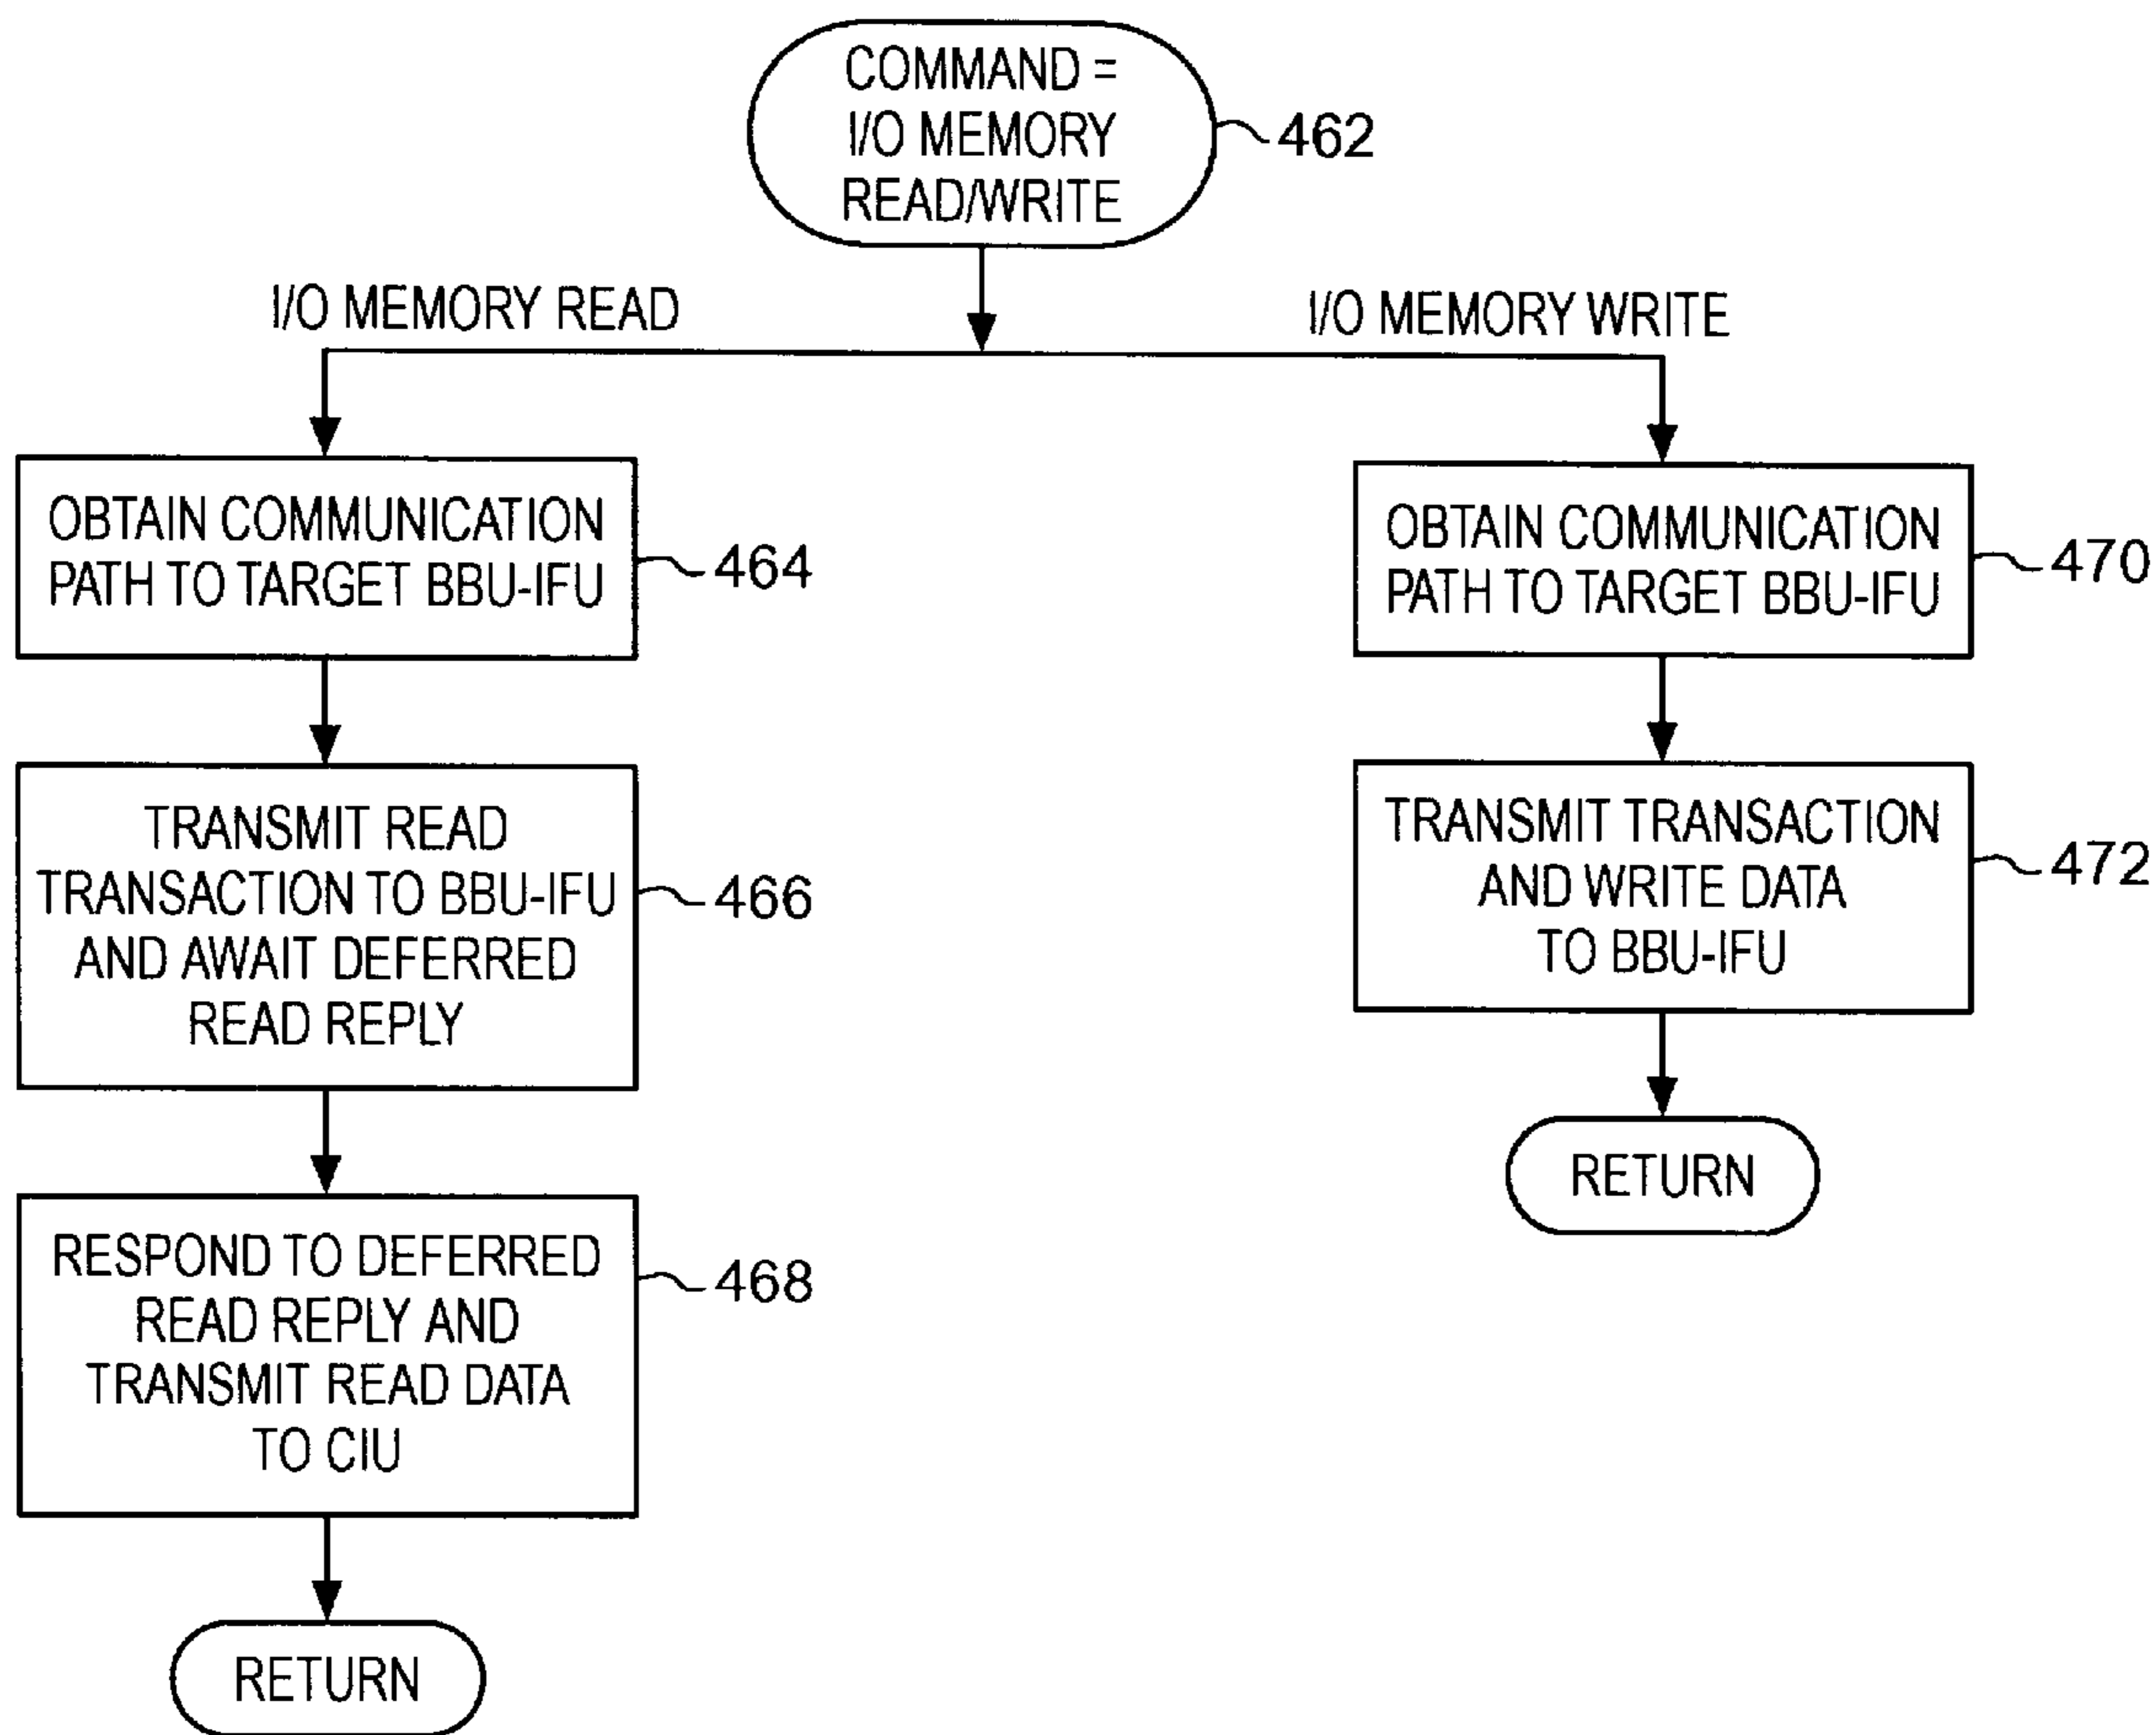 COMMAND =
I/O MEMORY
READ/WRITE
462
I/O MEMORY READ
I/O MEMORY WRITE
OBTAIN COMMUNICATION
PATH TO TARGET BBU-IFU
464
OBTAIN COMMUNICATION
PATH TO TARGET BBU-IFU
470
TRANSMIT READ
TRANSACTION TO BBU-IFU
AND AWAIT DEFERRED
READ REPLY
466
TRANSMIT TRANSACTION
AND WRITE DATA
TO BBU-IFU
472
RESPOND TO DEFERRED
READ REPLY AND
TRANSMIT READ DATA
TO CIU
468
RETURN
RETURN